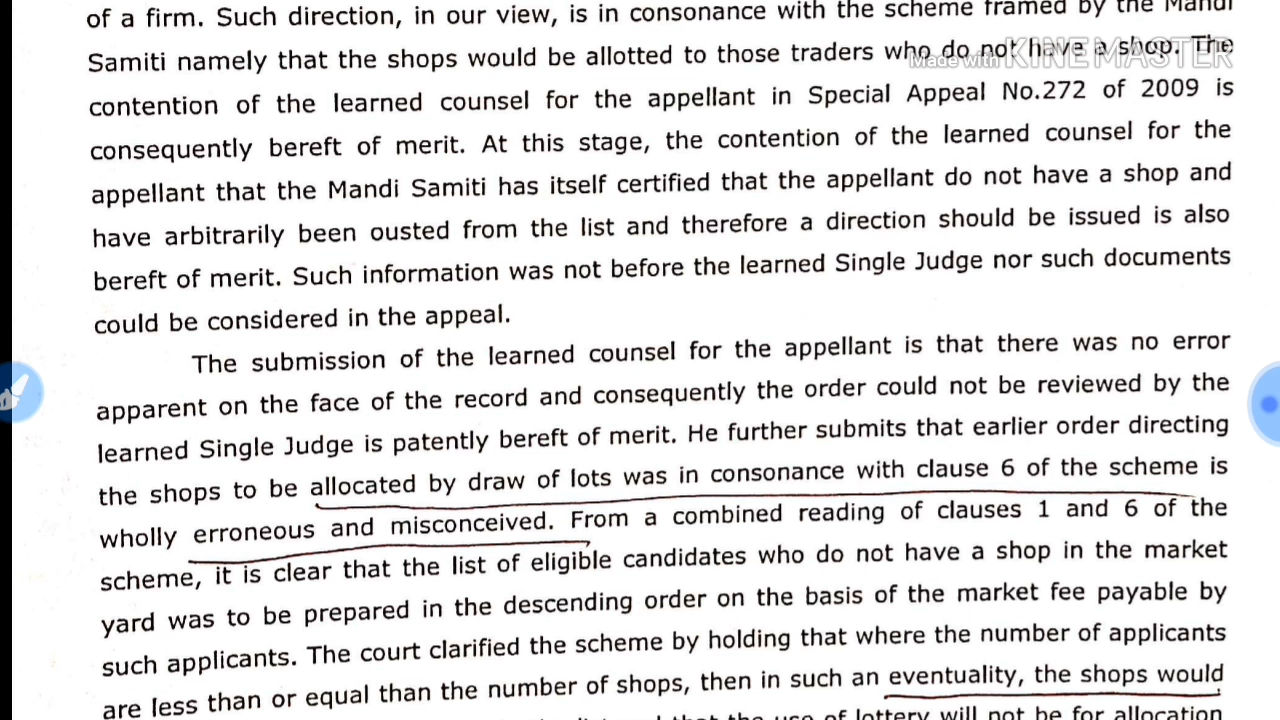 of a firm. Such direction, in our view, is in consonance with the scheme framed by the Mandi
Samiti namely that the shops would be allotted to those traders who do not have a shop. The
Made with KINEMASTER
contention of the learned counsel for the appellant in Special Appeal No.272 of 2009 is
consequently bereft of merit. At this stage, the contention of the learned counsel for the
appellant that the Mandi Samiti has itself certified that the appellant do not have a shop and
have arbitrarily been ousted from the list and therefore a direction should be issued is also
bereft of merit. Such information was not before the learned Single Judge nor such documents
could be considered in the appeal.
The submission of the learned counsel for the appellant is that there was no error
apparent on the face of the record and consequently the order could not be reviewed by the
learned Single Judge is patently bereft of merit. He further submits that earlier order directing
the shops to be allocated by draw of lots was in consonance with clause 6 of the scheme is
wholly erroneous and misconceived. From a combined reading of clauses 1 and 6 of the
scheme, it is clear that the list of eligible candidates who do not have a shop in the market
yard was to be prepared in the descending order on the basis of the market fee payable by
such applicants. The court clarified the scheme by holding that where the number of applicants
are less than or equal than the number of shops, then in such an eventuality, the shops would
that the use of lottery will not be for allocation